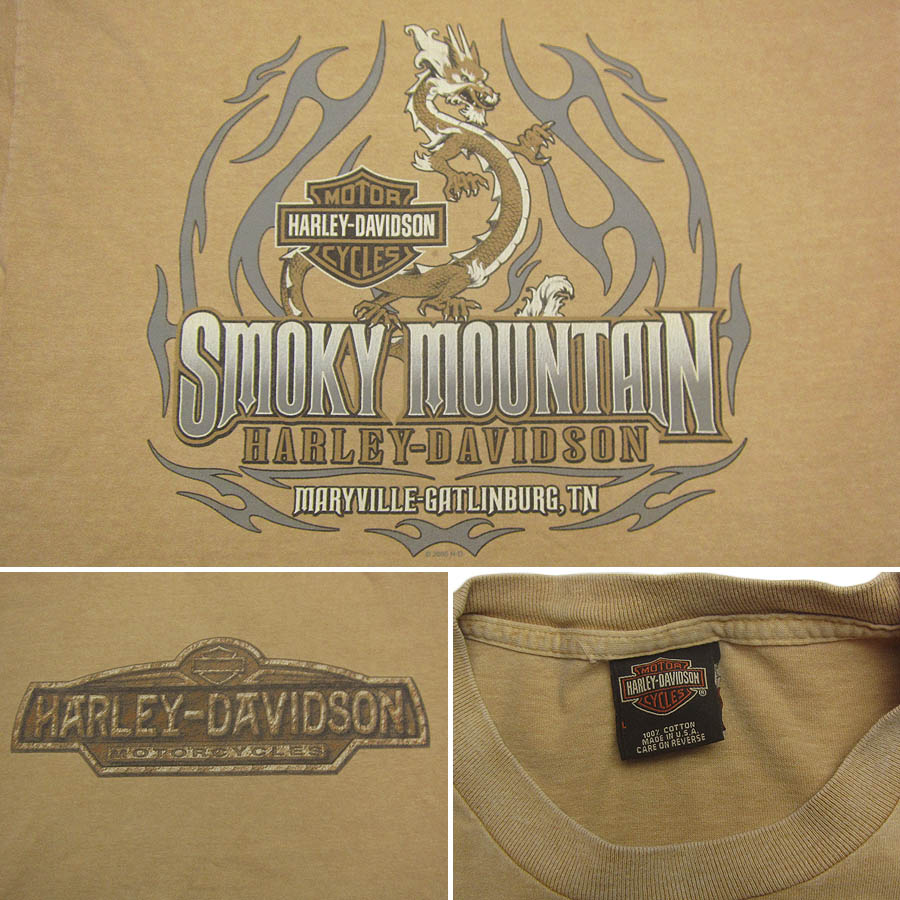 MOTOR
HARLEY-DAVIDSON
CYCLES
SMOKY MOUNTAIN
HARLEY-DAVIDSON
MARYVILLE-GATLINBURG, TN
HARLEY-DAVIDSON
MOTORCYCLES
MOTOR
HARLEY-DAVIDSON
CYCLES
®
L
100% COTTON
MADE IN U.S.A.
CARE ON REVERSE